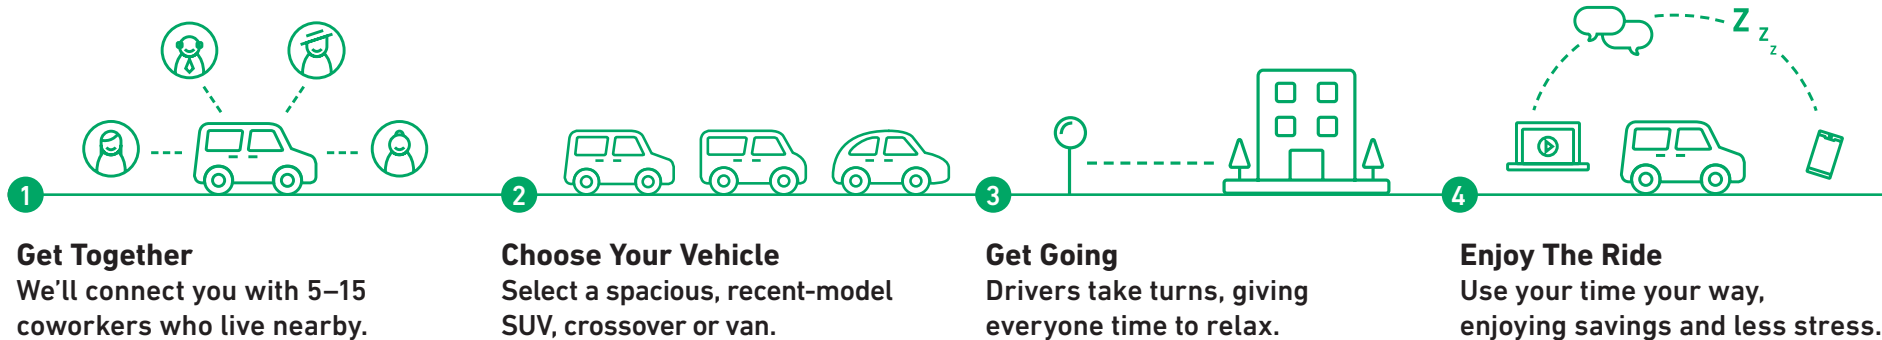 Z
Z
Z
1
2
3
4
Get Together
We'll connect you with 5–15
coworkers who live nearby.
Choose Your Vehicle
Select a spacious, recent-model
SUV, crossover or van.
Get Going
Drivers take turns, giving
everyone time to relax.
Enjoy The Ride
Use your time your way,
enjoying savings and less stress.